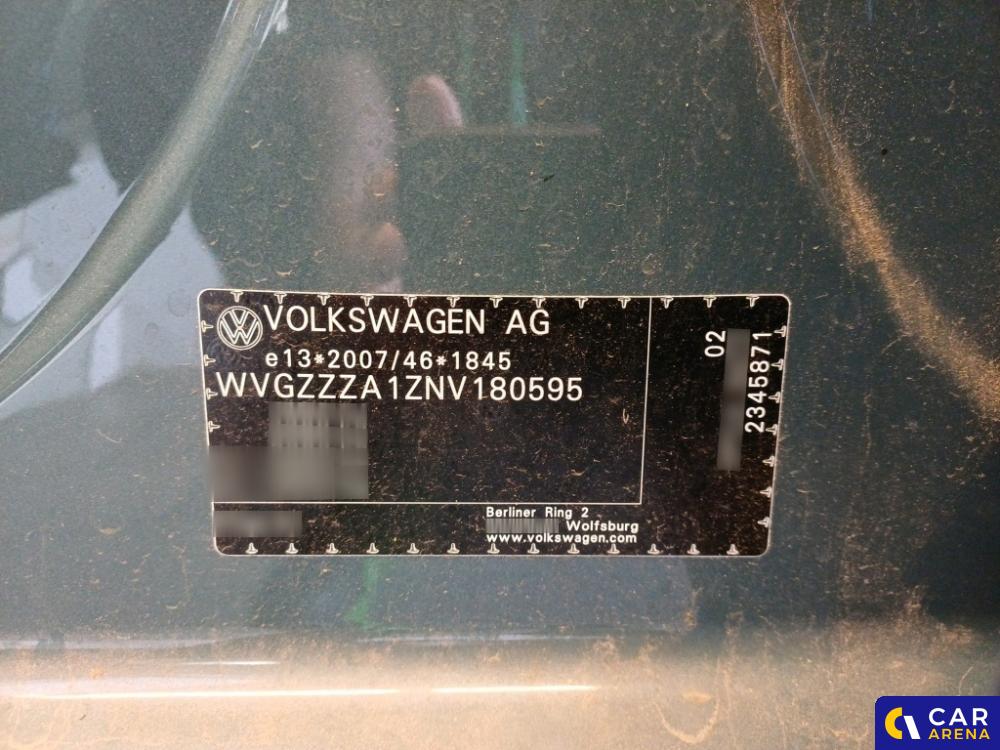 VOLKSWAGEN AG
e13*2007/46*1845
WVGZZZA1ZNV180595
02
2345871
Berliner Ring 2
Wolfsburg
www.volkswagen.com
CAR
ARENA